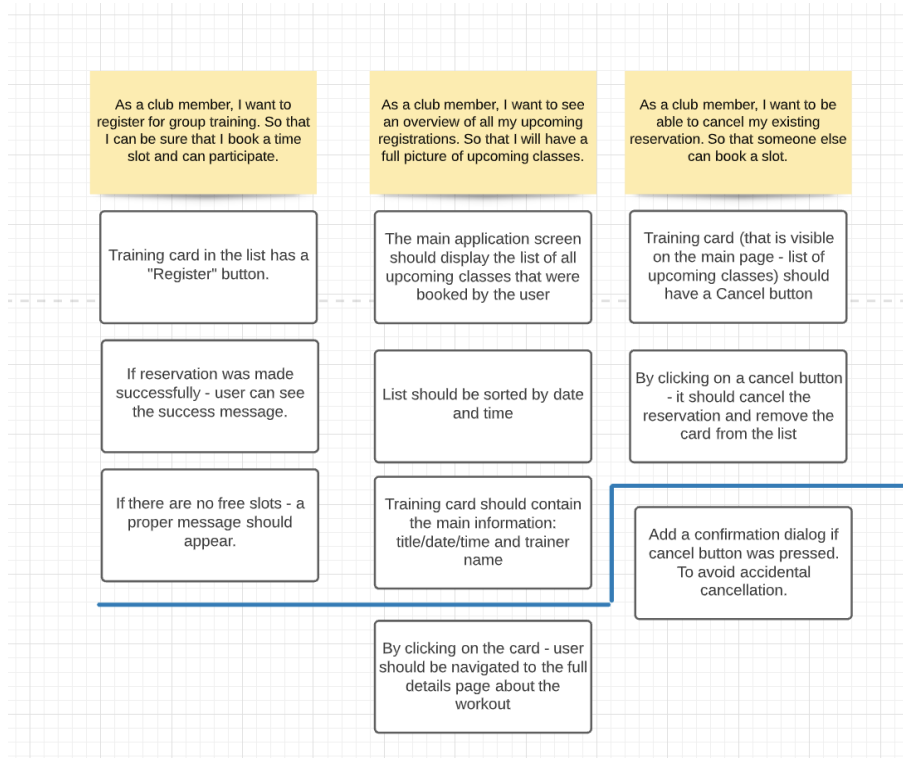 As a club member, I want to
register for group training. So that
I can be sure that I book a time
slot and can participate.
Training card in the list has a
"Register" button.
If reservation was made
successfully - user can see
the success message.
If there are no free slots - a
proper message should
appear.
As a club member, I want to see
an overview of all my upcoming
registrations. So that I will have a
full picture of upcoming classes.
The main application screen
should display the list of all
upcoming classes that were
booked by the user
List should be sorted by date
and time
Training card should contain
the main information:
title/date/time and trainer
name
By clicking on the card - user
should be navigated to the full
details page about the
workout
As a club member, I want to be
able to cancel my existing
reservation. So that someone else
can book a slot.
Training card (that is visible
on the main page - list of
upcoming classes) should
have a Cancel button
By clicking on a cancel button
- it should cancel the
reservation and remove the
card from the list
Add a confirmation dialog if
cancel button was pressed.
To avoid accidental
cancellation.